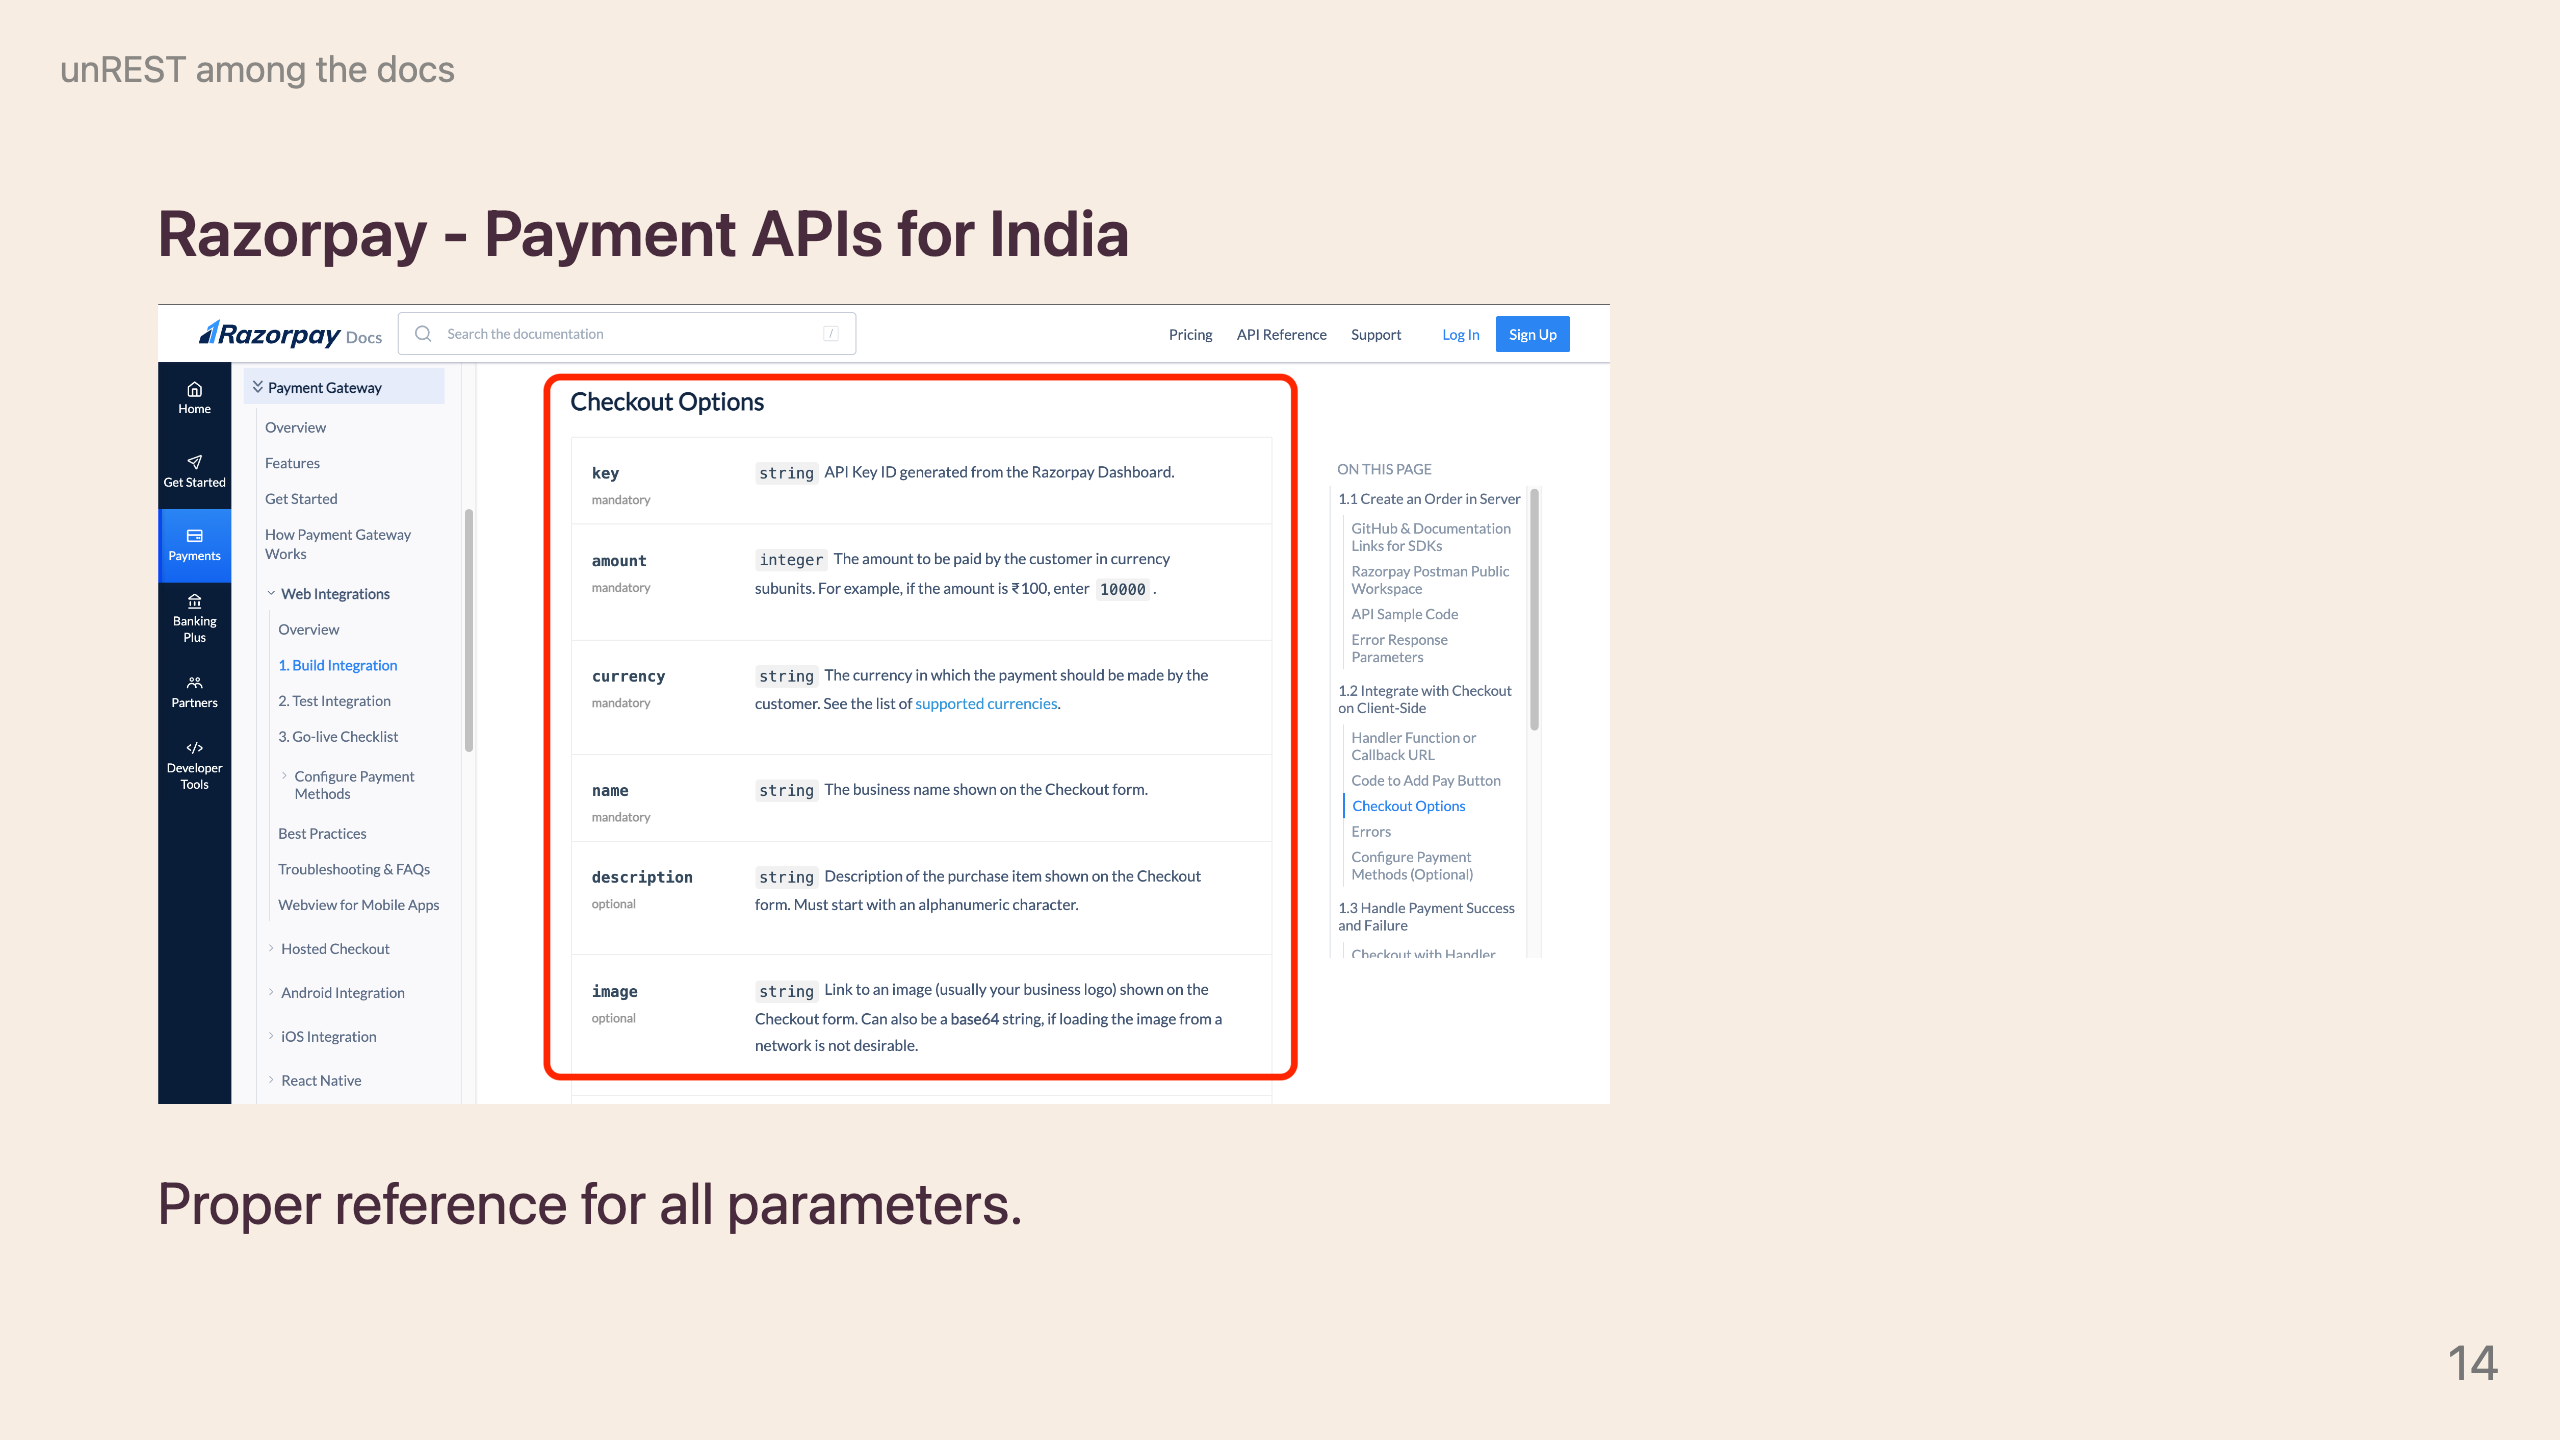 unREST among the docs
Razorpay - Payment APIs for India
Razorpay Docs
Search the documentation
/
Pricing
API Reference
Support
Log In
Sign Up
Home
Get Started
Payments
Banking
Plus
Partners
Developer
Tools
Payment Gateway
Overview
Features
Get Started
How Payment Gateway
Works
Web Integrations
Overview
1. Build Integration
2. Test Integration
3. Go-live Checklist
Configure Payment
Methods
Best Practices
Troubleshooting & FAQs
Webview for Mobile Apps
Hosted Checkout
Android Integration
iOS Integration
React Native
Checkout Options
key
mandatory
string API Key ID generated from the Razorpay Dashboard.
amount
mandatory
integer The amount to be paid by the customer in currency
subunits. For example, if the amount is ₹100, enter 10000 .
currency
mandatory
string The currency in which the payment should be made by the
customer. See the list of supported currencies.
name
mandatory
string The business name shown on the Checkout form.
description
optional
string Description of the purchase item shown on the Checkout
form. Must start with an alphanumeric character.
image
optional
string Link to an image (usually your business logo) shown on the
Checkout form. Can also be a base64 string, if loading the image from a
network is not desirable.
ON THIS PAGE
1.1 Create an Order in Server
GitHub & Documentation
Links for SDKs
Razorpay Postman Public
Workspace
API Sample Code
Error Response
Parameters
1.2 Integrate with Checkout
on Client-Side
Handler Function or
Callback URL
Code to Add Pay Button
Checkout Options
Errors
Configure Payment
Methods (Optional)
1.3 Handle Payment Success
and Failure
Checkout with Handler
Proper reference for all parameters.
14